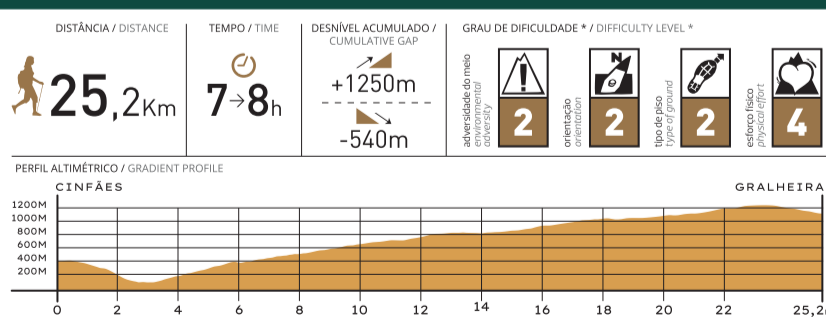 DISTÂNCIA / DISTANCE
25,2Km
TEMPO / TIME
7→8h
DESNÍVEL ACUMULADO /
CUMULATIVE GAP
+1250m
-540m
GRAU DE DIFICULDADE * / DIFFICULTY LEVEL *
adversidade do meio
environmental
adversity
2
orientação
orientation
N
2
tipo de piso
type of ground
2
esforço físico
physical effort
4
PERFIL ALTIMÉTRICO / GRADIENT PROFILE
CINFÃES
GRALHEIRA
1200M
1000M
800M
600M
400M
200M
0 2 4 6 8 10 12 14 16 18 20 22 25,2